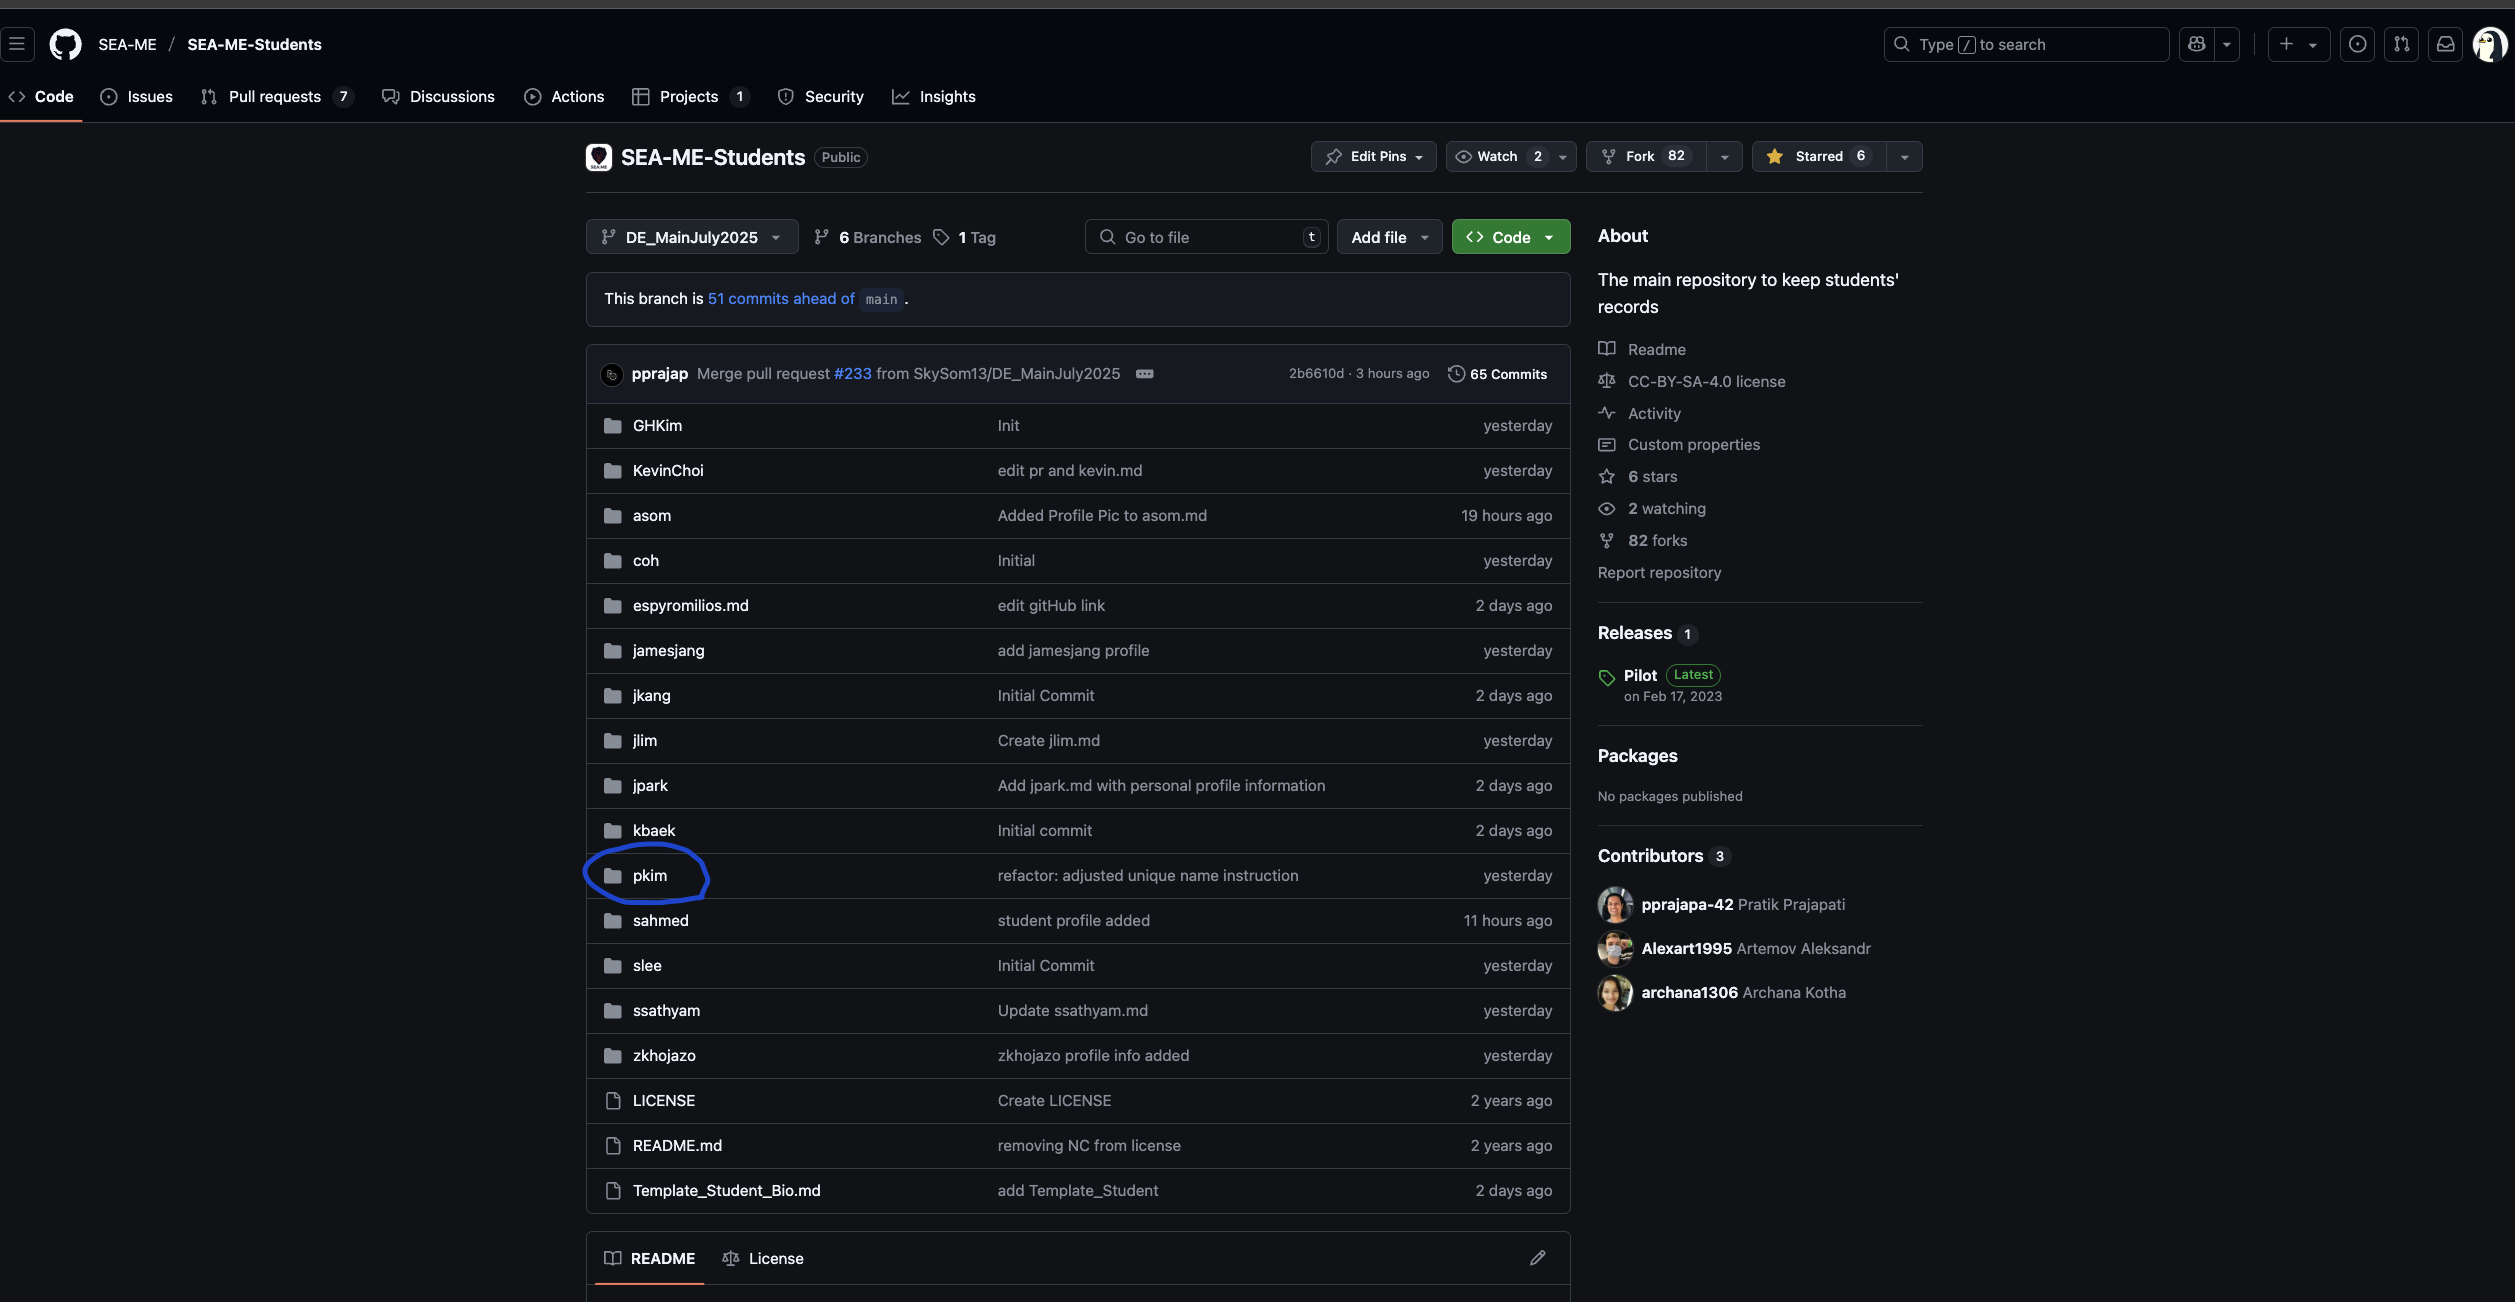 SEA-ME / SEA-ME-Students
Type / to search
Code Issues Pull requests 7 Discussions Actions Projects 1 Security Insights
SEA-ME-Students Public
Edit Pins Watch 2 Fork 82 Starred 6
DE_MainJuly2025 6 Branches 1 Tag Go to file t Add file Code
This branch is 51 commits ahead of main .
pprajap Merge pull request #233 from SkySom13/DE_MainJuly2025 2b6610d · 3 hours ago 65 Commits
GHKim Init yesterday
KevinChoi edit pr and kevin.md yesterday
asom Added Profile Pic to asom.md 19 hours ago
coh Initial yesterday
espyromilios.md edit gitHub link 2 days ago
jamesjang add jamesjang profile yesterday
jkang Initial Commit 2 days ago
jlim Create jlim.md yesterday
jpark Add jpark.md with personal profile information 2 days ago
kbaek Initial commit 2 days ago
pkim refactor: adjusted unique name instruction yesterday
sahmed student profile added 11 hours ago
slee Initial Commit yesterday
ssathyam Update ssathyam.md yesterday
zkhojazo zkhojazo profile info added yesterday
LICENSE Create LICENSE 2 years ago
README.md removing NC from license 2 years ago
Template_Student_Bio.md add Template_Student 2 days ago
README License
About
The main repository to keep students'
records
Readme
CC-BY-SA-4.0 license
Activity
Custom properties
6 stars
2 watching
82 forks
Report repository
Releases 1
Pilot Latest
on Feb 17, 2023
Packages
No packages published
Contributors 3
pprajapa-42 Pratik Prajapati
Alexart1995 Artemov Aleksandr
archana1306 Archana Kotha